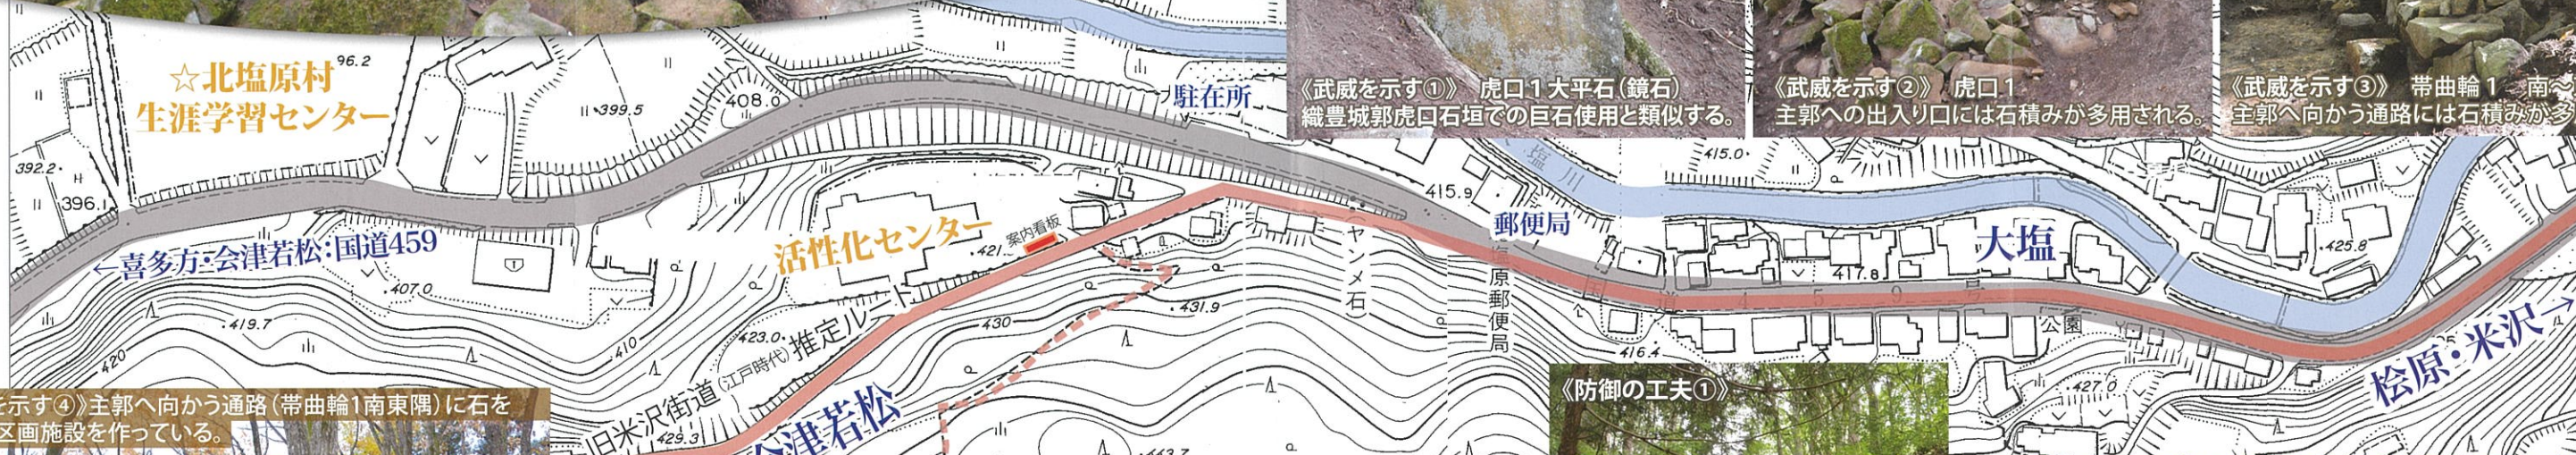 ☆北塩原村
生涯学習センター
96.2
399.5
408.0
392.2
396.1
←喜多方・会津若松:国道459
407.0
419.7
420
410
駐在所
《武威を示す①》 虎口1大平石(鏡石)
織豊城郭虎口石垣での巨石使用と類似する。
《武威を示す②》 虎口1
主郭への出入り口には石積みが多用される。
《武威を示す③》 帯曲輪1 南~
主郭へ向かう通路には石積みが多
塩川
415.0
415.9
郵便局
大塩
425.8
417.8
国道459号
公園
塩原郵便局
ヤンメ石
416.4
427.0
桧原・米沢→
活性化センター
案内看板
421.
423.0
430
431.9
旧米沢街道(江戸時代)推定ルート
429.3
会津若松
443.7
を示す④》主郭へ向かう通路(帯曲輪1南東隅)に石を
区画施設を作っている。
《防御の工夫①》